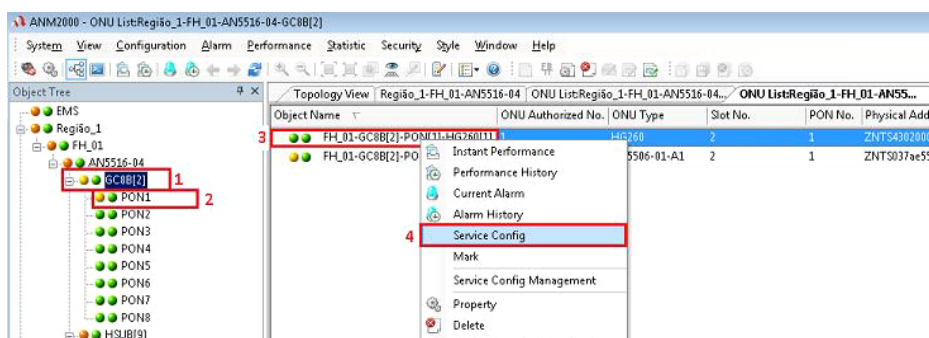 ANM2000 - ONU List:Região_1-FH_01-AN5516-04-GC8B[2]
System View Configuration Alarm Performance Statistic Security Style Window Help
Object Tree
Topology View Região_1-FH_01-AN5516-04 ONU List:Região_1-FH_01-AN5516-04... ONU List:Região_1-FH_01-AN55...
EMS
Região_1
FH_01
AN5516-04
GC8B[2] 1
PON1 2
PON2
PON3
PON4
PON5
PON6
PON7
PON8
HSUB[9]
Object Name ONU Authorized No. ONU Type Slot No. PON No. Physical Add
3 FH_01-GC8B[2]-PON[1]-HG260[1] 1 HG260 2 1 ZNTS4302000
FH_01-GC8B[2]-PO 5506-01-A1 2 1 ZNTS037ae55
Instant Performance
Performance History
Current Alarm
Alarm History
4 Service Config
Mark
Service Config Management
Property
Delete